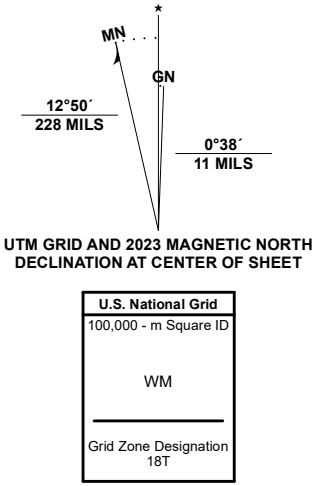 ★
MN
GN
12°50´
228 MILS
0°38´
11 MILS
UTM GRID AND 2023 MAGNETIC NORTH
DECLINATION AT CENTER OF SHEET
U.S. National Grid
100,000 - m Square ID
WM
Grid Zone Designation
18T